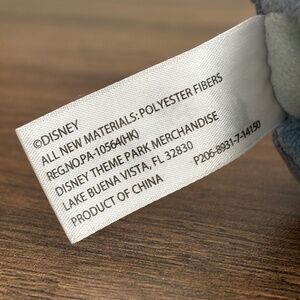 ©DISNEY
ALL NEW MATERIALS: POLYESTER FIBERS
REG.NO.PA-10564(HK)
DISNEY THEME PARK MERCHANDISE
LAKE BUENA VISTA, FL 32830
PRODUCT OF CHINA
P206-8931-7-14150